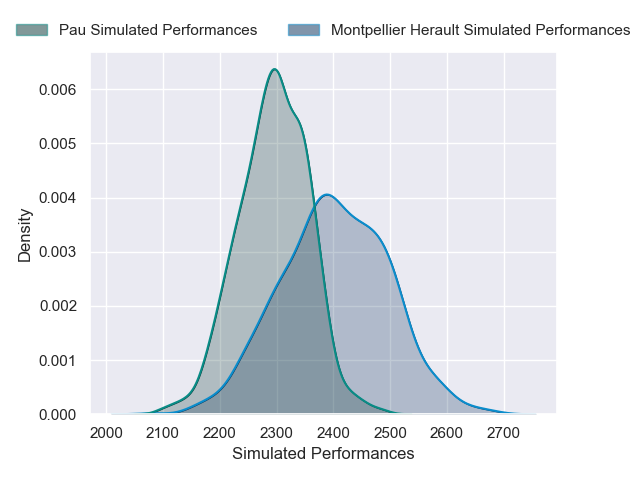 Pau Simulated Performances
Montpellier Herault Simulated Performances
0.006
0.005
0.004
0.003
0.002
0.001
0.000
Density
2000 2100 2200 2300 2400 2500 2600 2700
Simulated Performances